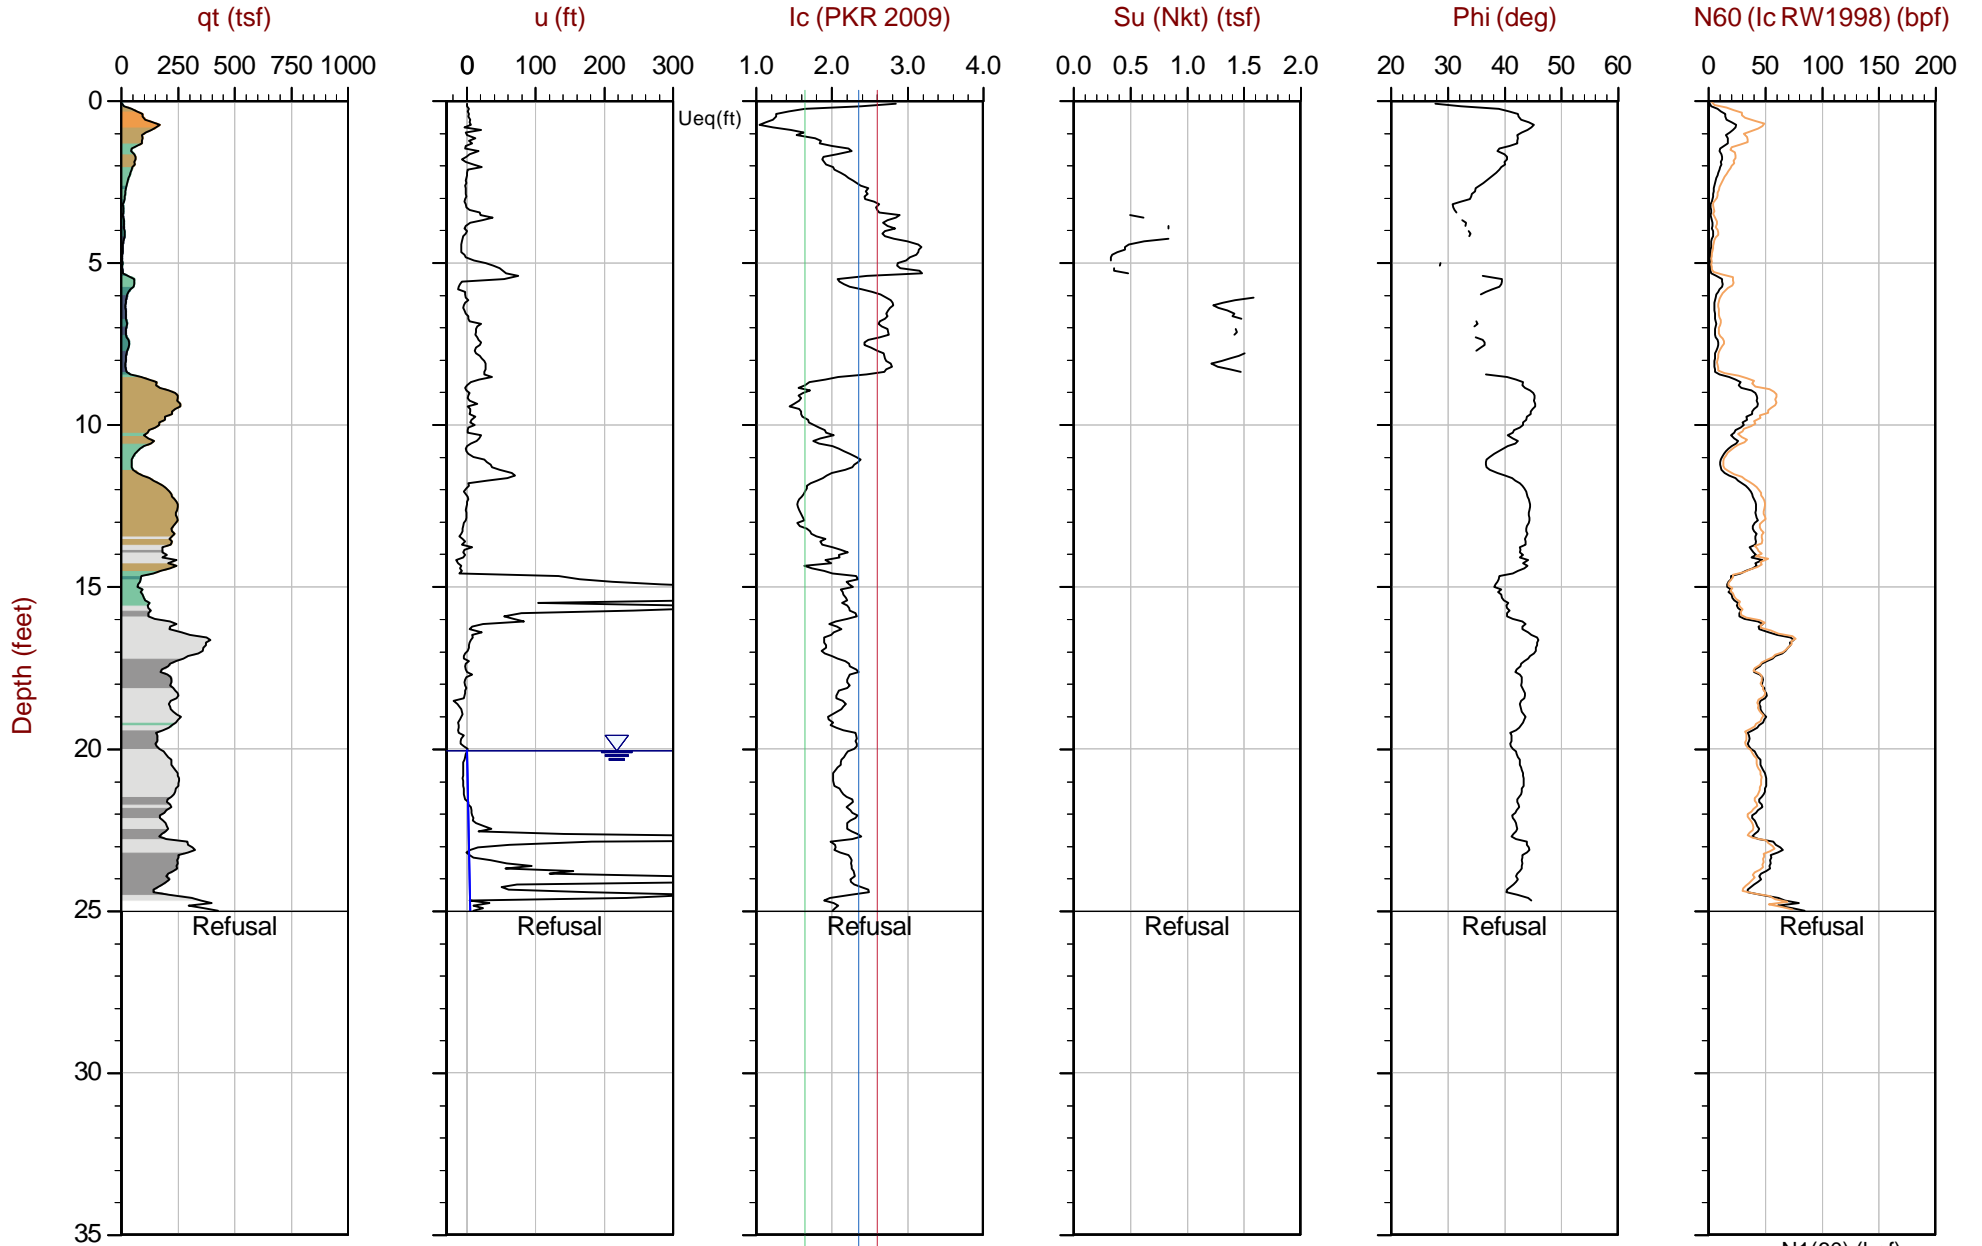 qt (tsf)
u (ft)
Ic (PKR 2009)
Su (Nkt) (tsf)
Phi (deg)
N60 (Ic RW1998) (bpf)
0 250 500 750 1000
0 100 200 300
1.0 2.0 3.0 4.0
0.0 0.5 1.0 1.5 2.0
20 30 40 50 60
0 50 100 150 200
0
Ueq(ft)
5
10
15
Depth (feet)
20
25
Refusal
Refusal
Refusal
Refusal
Refusal
Refusal
30
35